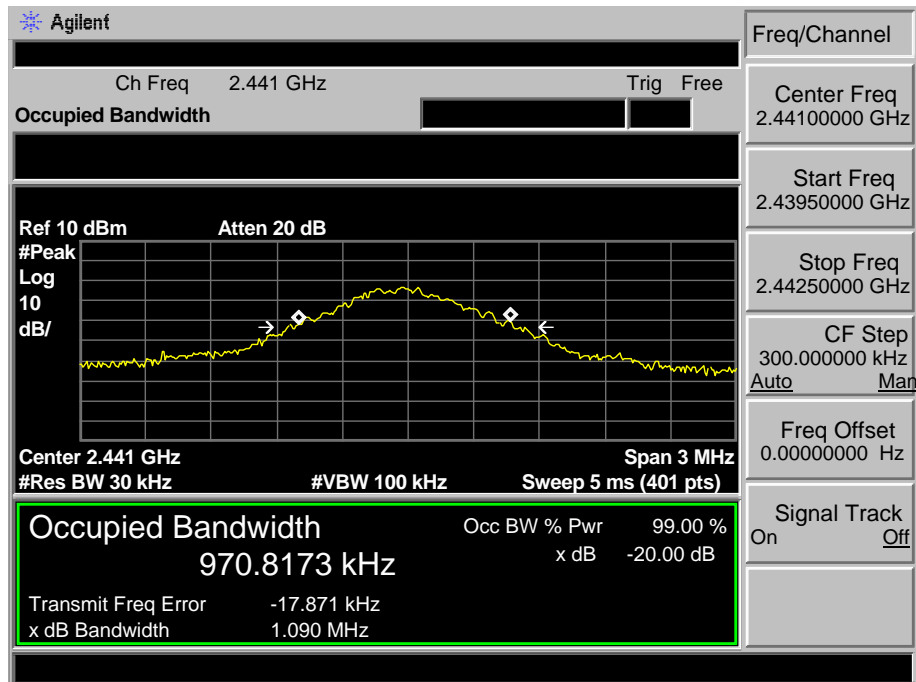 Agilent
Freq/Channel
Ch Freq 2.441 GHz Trig Free
Occupied Bandwidth
Center Freq
2.44100000 GHz
Start Freq
2.43950000 GHz
Stop Freq
2.44250000 GHz
CF Step
300.000000 kHz
Auto Man
Freq Offset
0.00000000 Hz
Signal Track
On Off
Ref 10 dBm Atten 20 dB
#Peak
Log
10
dB/
Center 2.441 GHz Span 3 MHz
#Res BW 30 kHz #VBW 100 kHz Sweep 5 ms (401 pts)
Occupied Bandwidth Occ BW % Pwr 99.00 %
970.8173 kHz x dB -20.00 dB
Transmit Freq Error -17.871 kHz
x dB Bandwidth 1.090 MHz